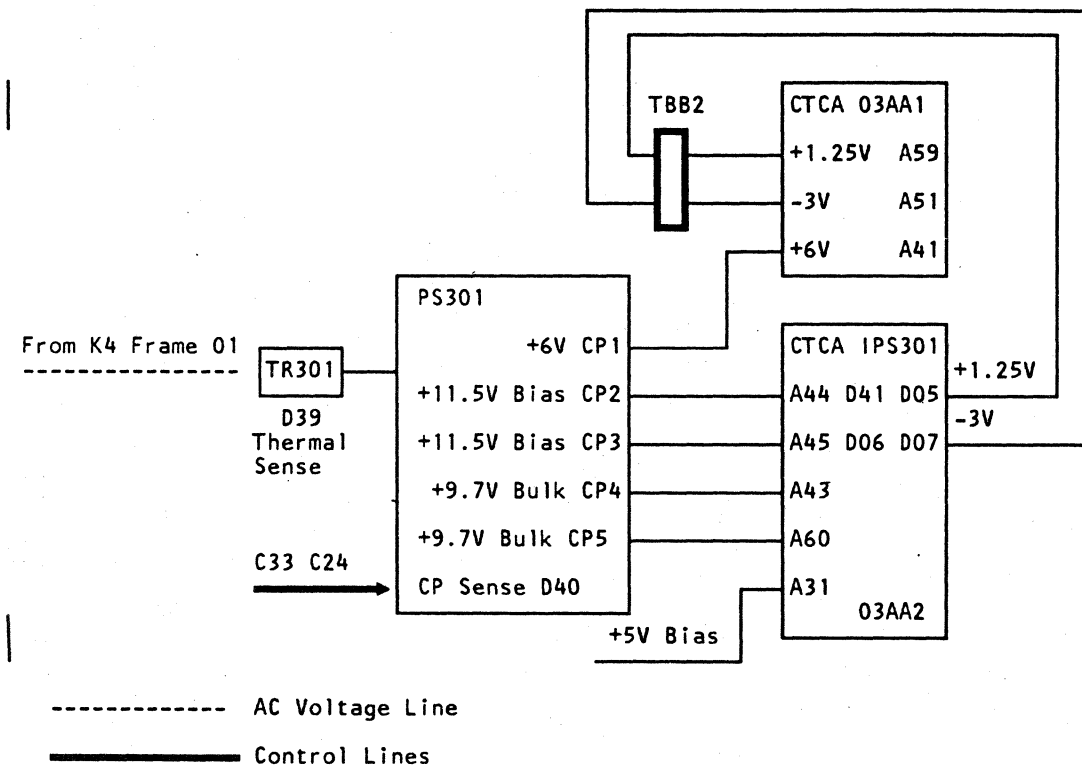 TBB2
CTCA 03AA1
+1.25V A59
-3V A51
+6V A41
From K4 Frame 01
TR301
D39
Thermal
Sense
C33 C24
PS301
+6V CP1
+11.5V Bias CP2
+11.5V Bias CP3
+9.7V Bulk CP4
+9.7V Bulk CP5
CP Sense D40
CTCA IPS301
A44 D41 D05
A45 D06 D07
A43
A60
A31
03AA2
+1.25V
-3V
+5V Bias
AC Voltage Line
Control Lines